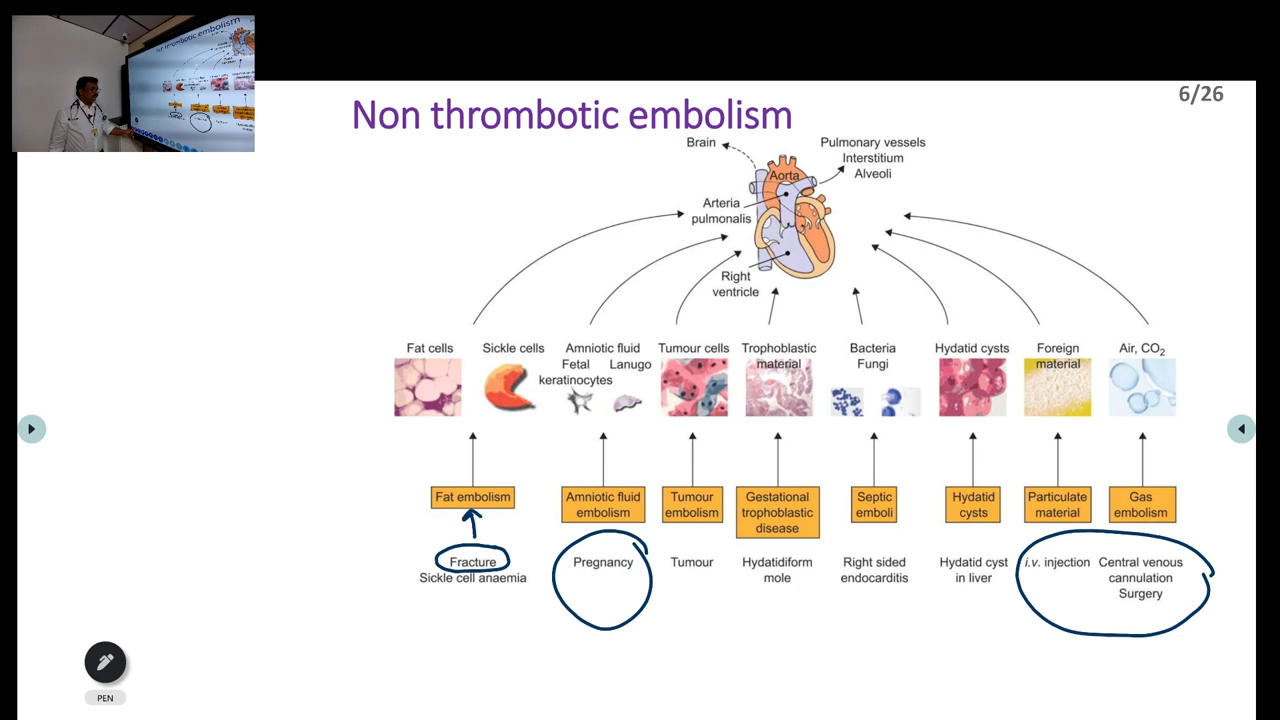 Non thrombotic embolism
6/26
Brain
Pulmonary vessels
Interstitium
Alveoli
Aorta
Arteria
pulmonalis
Right
ventricle
Fat cells
Sickle cells
Amniotic fluid
Fetal Lanugo
keratinocytes
Tumour cells
Trophoblastic
material
Bacteria
Fungi
Hydatid cysts
Foreign
material
Air, CO₂
Fat embolism
Amniotic fluid
embolism
Tumour
embolism
Gestational
trophoblastic
disease
Septic
emboli
Hydatid
cysts
Particulate
material
Gas
embolism
Fracture
Sickle cell anaemia
Pregnancy
Tumour
Hydatidiform
mole
Right sided
endocarditis
Hydatid cyst
in liver
i.v. injection
Central venous
cannulation
Surgery
PEN